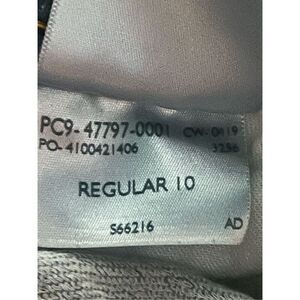 PC9-47797-0001 CW: 0119
PO- 4100421406 3256
REGULAR 10
S66216 AD